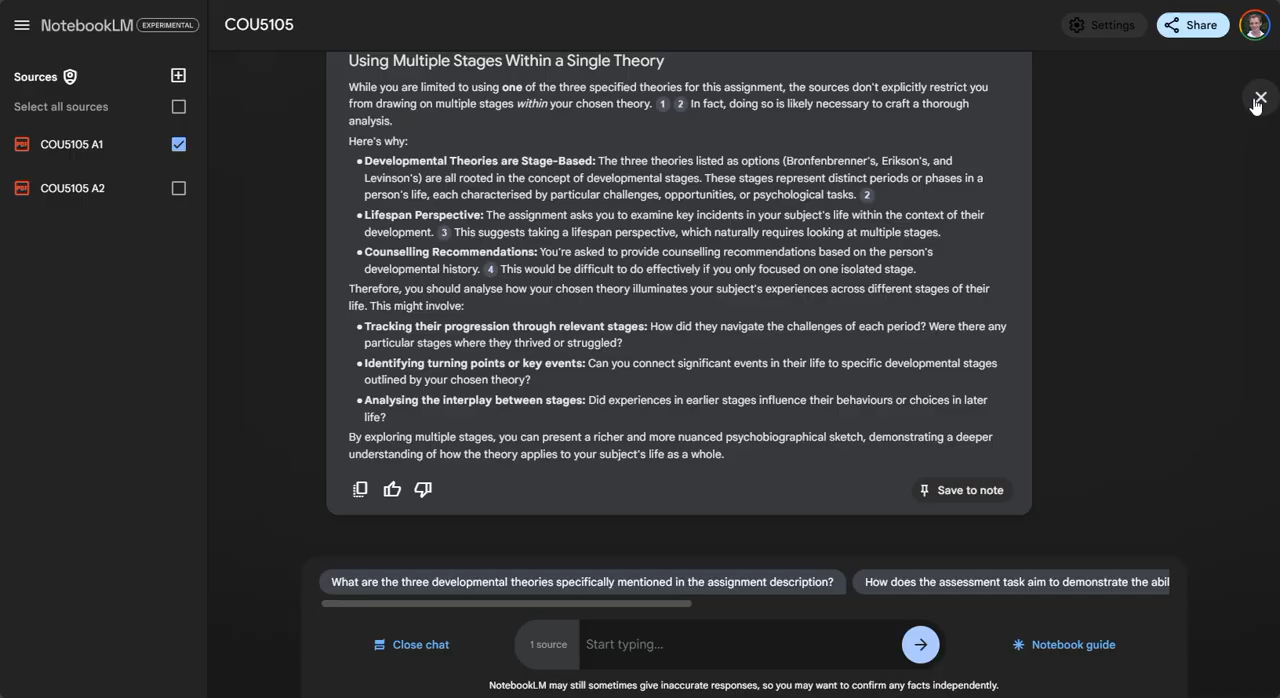 NotebookLM EXPERIMENTAL
COU5105
Settings
Share
Sources
Select all sources
PDF COU5105 A1
PDF COU5105 A2
Using Multiple Stages Within a Single Theory
While you are limited to using one of the three specified theories for this assignment, the sources don't explicitly restrict you
from drawing on multiple stages within your chosen theory. 1 2 In fact, doing so is likely necessary to craft a thorough
analysis.
Here's why:
• Developmental Theories are Stage-Based: The three theories listed as options (Bronfenbrenner's, Erikson's, and
Levinson's) are all rooted in the concept of developmental stages. These stages represent distinct periods or phases in a
person's life, each characterised by particular challenges, opportunities, or psychological tasks. 2
• Lifespan Perspective: The assignment asks you to examine key incidents in your subject's life within the context of their
development. 3 This suggests taking a lifespan perspective, which naturally requires looking at multiple stages.
• Counselling Recommendations: You're asked to provide counselling recommendations based on the person's
developmental history. 4 This would be difficult to do effectively if you only focused on one isolated stage.
Therefore, you should analyse how your chosen theory illuminates your subject's experiences across different stages of their
life. This might involve:
• Tracking their progression through relevant stages: How did they navigate the challenges of each period? Were there any
particular stages where they thrived or struggled?
• Identifying turning points or key events: Can you connect significant events in their life to specific developmental stages
outlined by your chosen theory?
• Analysing the interplay between stages: Did experiences in earlier stages influence their behaviours or choices in later
life?
By exploring multiple stages, you can present a richer and more nuanced psychobiographical sketch, demonstrating a deeper
understanding of how the theory applies to your subject's life as a whole.
Save to note
What are the three developmental theories specifically mentioned in the assignment description?
How does the assessment task aim to demonstrate the abil
Close chat
1 source
Start typing...
Notebook guide
NotebookLM may still sometimes give inaccurate responses, so you may want to confirm any facts independently.